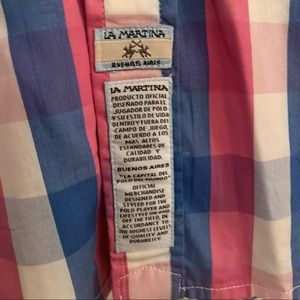 LA MARTINA
BUENOS AIRES
LA MARTINA
PRODUCTO OFICIAL
DISEÑADO PARA EL
JUGADOR DE POLO
Y SU ESTILO DE VIDA
DENTRO Y FUERA DEL
CAMPO DE JUEGO,
DE ACUERDO A LOS
MAS ALTOS
ESTANDARES DE
CALIDAD Y
DURABILIDAD.
BUENOS AIRES
"LA CAPITAL DEL
POLO DEL MUNDO"
OFFICIAL
MERCHANDISE
DESIGNED AND
STYLED FOR THE
POLO PLAYER AND
LIFESTYLE ON AND
OFF THE FIELD, IN
ACCORDANCE TO
THE HIGHEST LEVELS
OF QUALITY AND
DURABILITY